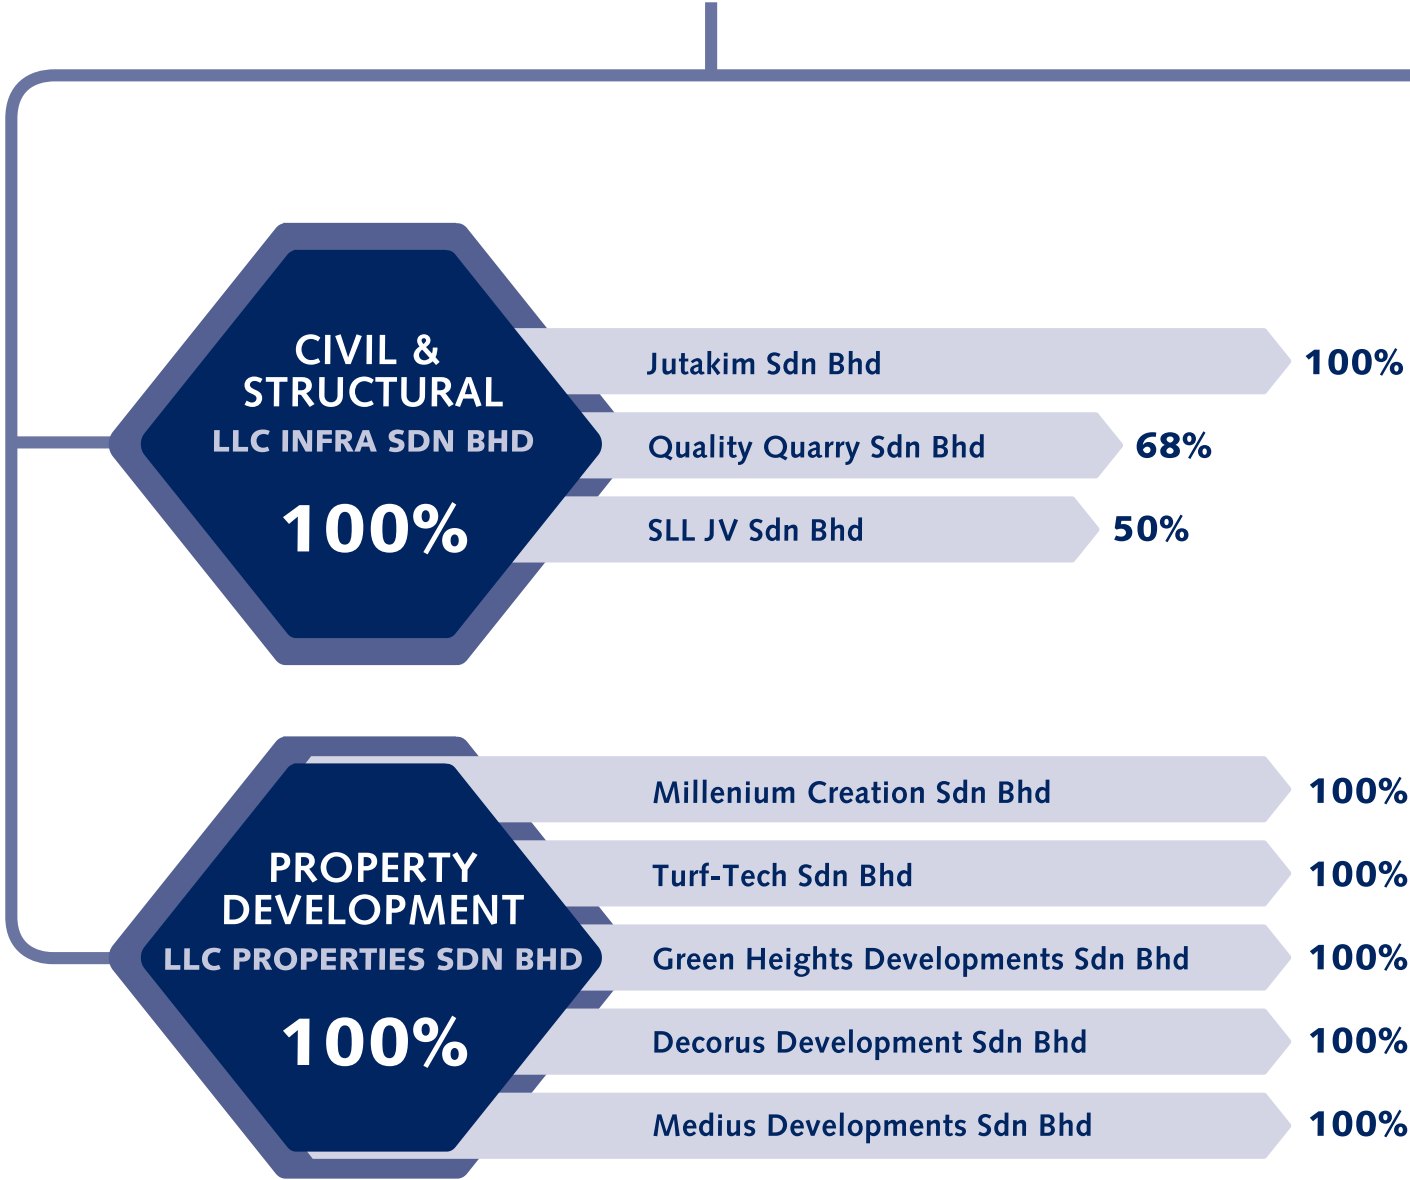 CIVIL &
STRUCTURAL
LLC INFRA SDN BHD
100%
Jutakim Sdn Bhd 100%
Quality Quarry Sdn Bhd 68%
SLL JV Sdn Bhd 50%
PROPERTY
DEVELOPMENT
LLC PROPERTIES SDN BHD
100%
Millenium Creation Sdn Bhd 100%
Turf-Tech Sdn Bhd 100%
Green Heights Developments Sdn Bhd 100%
Decorus Development Sdn Bhd 100%
Medius Developments Sdn Bhd 100%